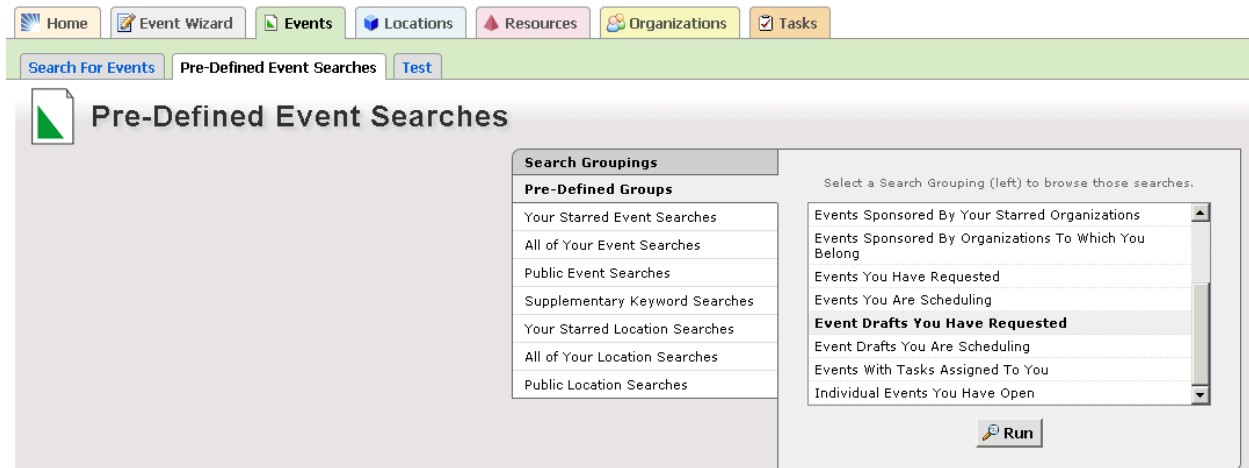 Home Event Wizard Events Locations Resources Organizations Tasks
Search For Events Pre-Defined Event Searches Test
Pre-Defined Event Searches
Search Groupings
Pre-Defined Groups
Your Starred Event Searches
All of Your Event Searches
Public Event Searches
Supplementary Keyword Searches
Your Starred Location Searches
All of Your Location Searches
Public Location Searches
Select a Search Grouping (left) to browse those searches.
Events Sponsored By Your Starred Organizations
Events Sponsored By Organizations To Which You
Belong
Events You Have Requested
Events You Are Scheduling
Event Drafts You Have Requested
Event Drafts You Are Scheduling
Events With Tasks Assigned To You
Individual Events You Have Open
Run